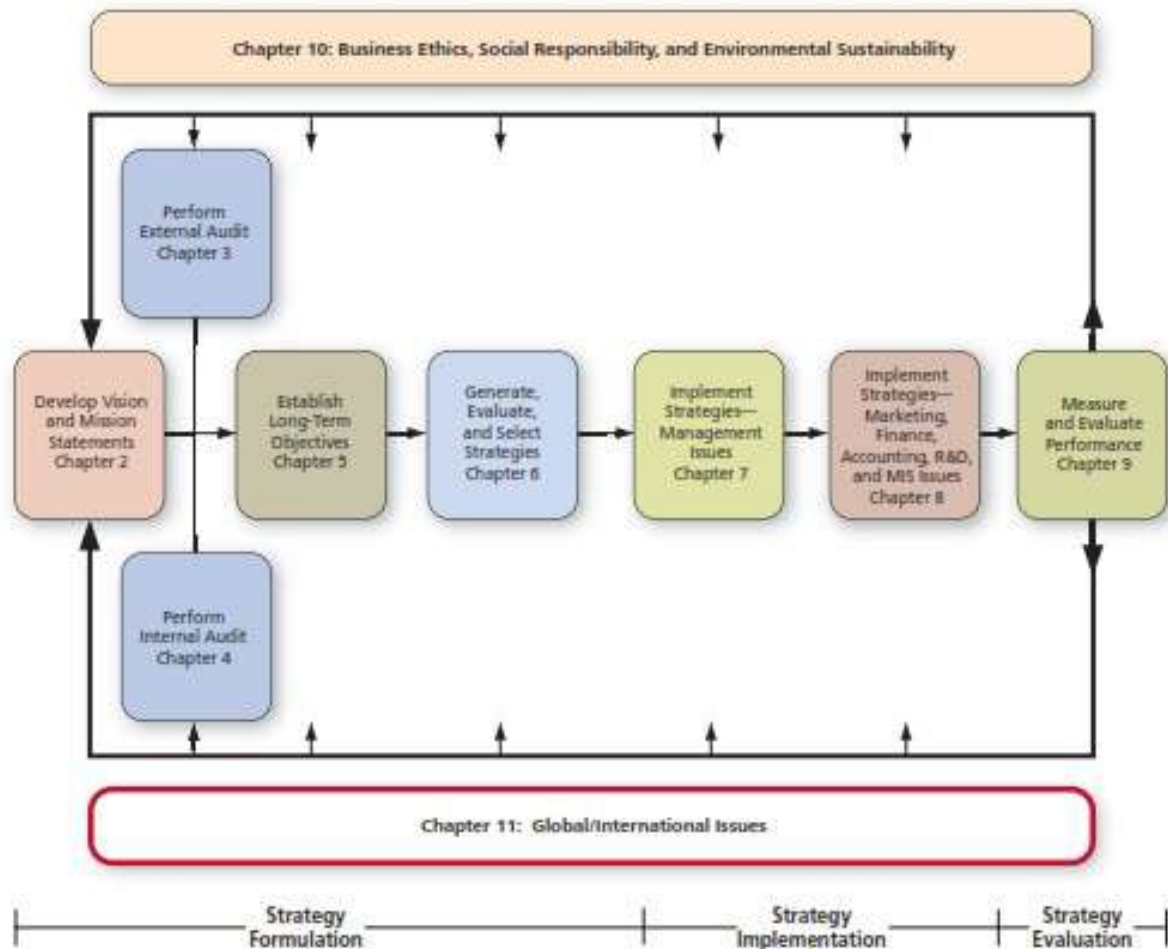 Chapter 10: Business Ethics, Social Responsibility, and Environmental Sustainability
Perform
External Audit
Chapter 3
Develop Vision
and Mission
Statements
Chapter 2
Establish
Long-Term
Objectives
Chapter 5
Generate,
Evaluate,
and Select
Strategies
Chapter 6
Implement
Strategies—
Management
Issues
Chapter 7
Implement
Strategies—
Marketing,
Finance,
Accounting, R&D,
and MIS Issues
Chapter 8
Measure
and Evaluate
Performance
Chapter 9
Perform
Internal Audit
Chapter 4
Chapter 11: Global/International Issues
Strategy
Formulation
Strategy
Implementation
Strategy
Evaluation